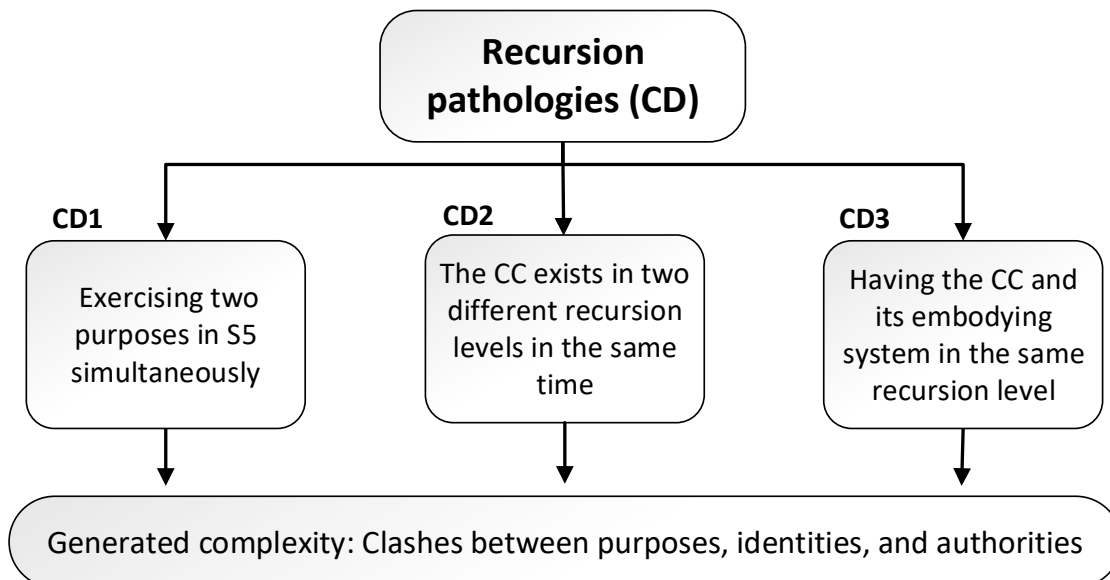 Recursion
pathologies (CD)
CD1
Exercising two
purposes in S5
simultaneously
CD2
The CC exists in two
different recursion
levels in the same
time
CD3
Having the CC and
its embodying
system in the same
recursion level
Generated complexity: Clashes between purposes, identities, and authorities